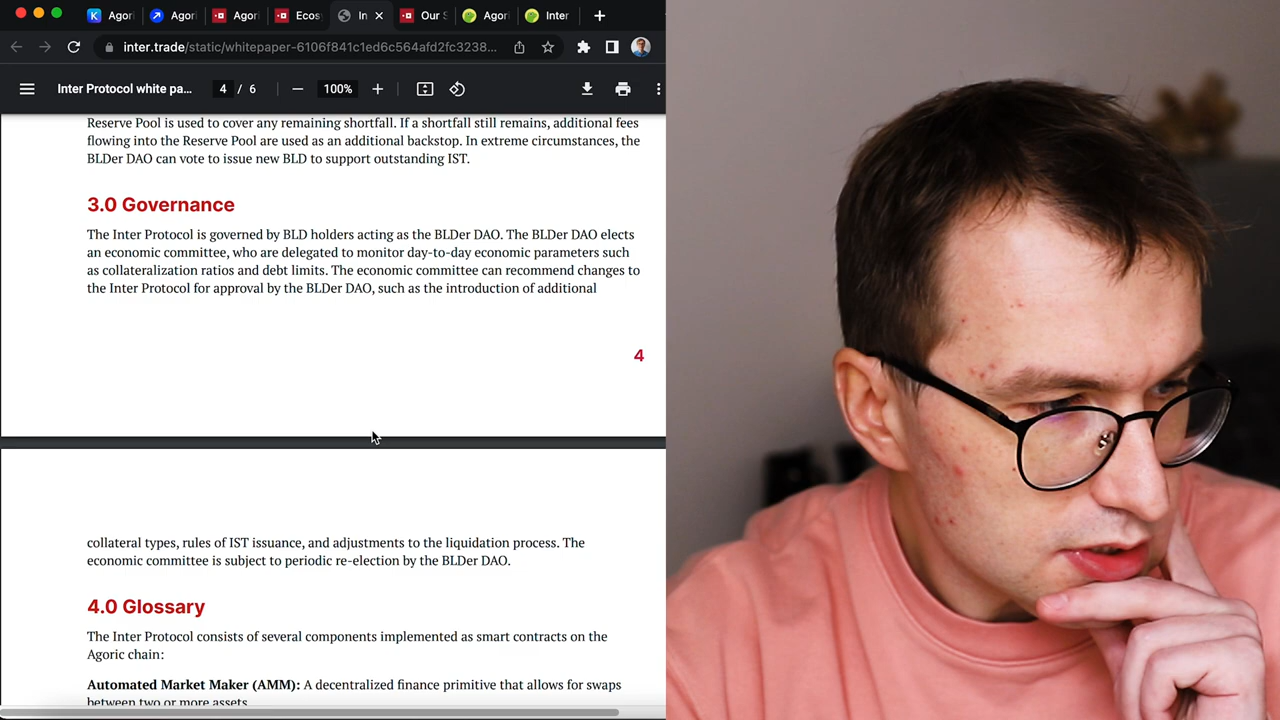 Agori
Agori
Agori
Ecos
In
Our S
Agori
Inter
inter.trade/static/whitepaper-6106f841c1ed6c564afd2fc3238...
Inter Protocol white pa...
4 / 6
100%
Reserve Pool is used to cover any remaining shortfall. If a shortfall still remains, additional fees
flowing into the Reserve Pool are used as an additional backstop. In extreme circumstances, the
BLDer DAO can vote to issue new BLD to support outstanding IST.
3.0 Governance
The Inter Protocol is governed by BLD holders acting as the BLDer DAO. The BLDer DAO elects
an economic committee, who are delegated to monitor day-to-day economic parameters such
as collateralization ratios and debt limits. The economic committee can recommend changes to
the Inter Protocol for approval by the BLDer DAO, such as the introduction of additional
4
collateral types, rules of IST issuance, and adjustments to the liquidation process. The
economic committee is subject to periodic re-election by the BLDer DAO.
4.0 Glossary
The Inter Protocol consists of several components implemented as smart contracts on the
Agoric chain:
Automated Market Maker (AMM): A decentralized finance primitive that allows for swaps
between two or more assets